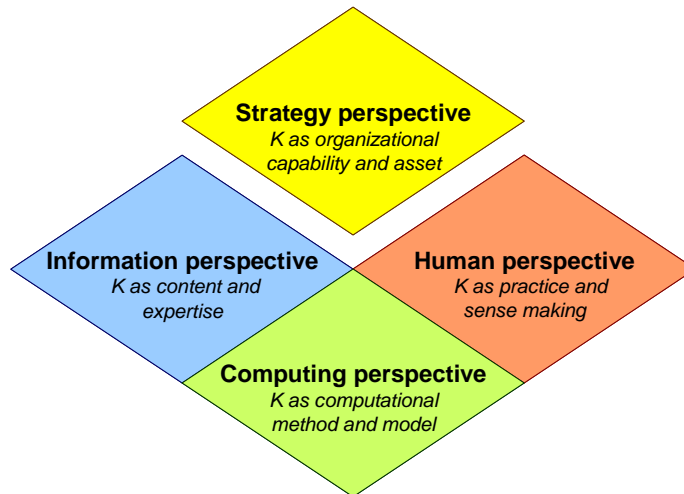 Strategy perspective
K as organizational
capability and asset
Information perspective
K as content and
expertise
Human perspective
K as practice and
sense making
Computing perspective
K as computational
method and model